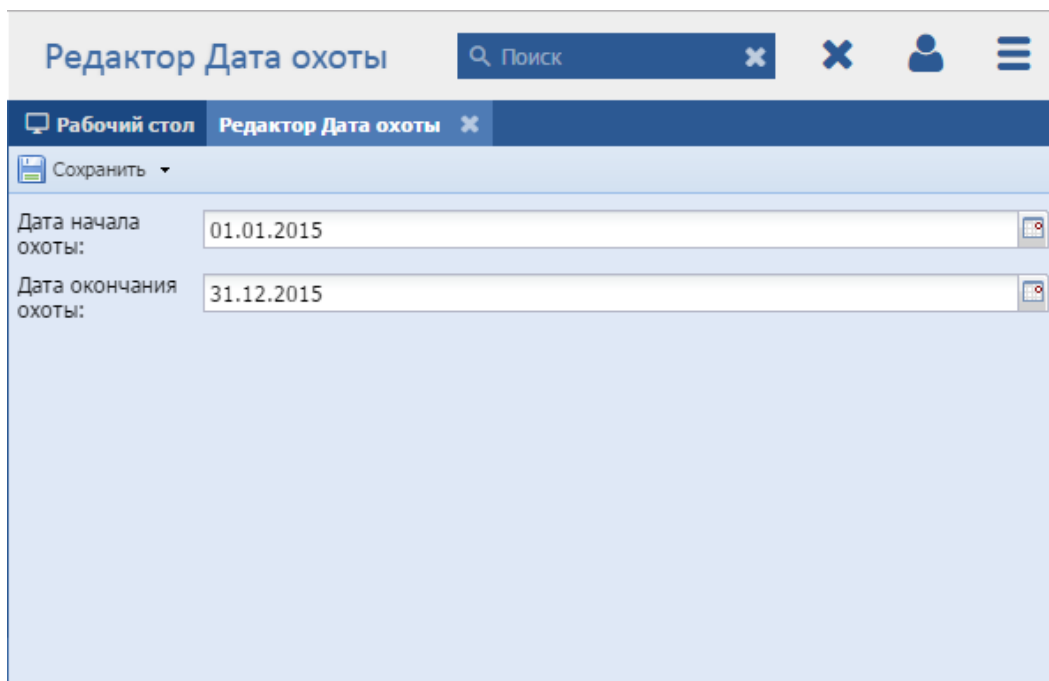 Редактор Дата охоты
Поиск
Рабочий стол Редактор Дата охоты
Сохранить
Дата начала
охоты:
01.01.2015
Дата окончания
охоты:
31.12.2015